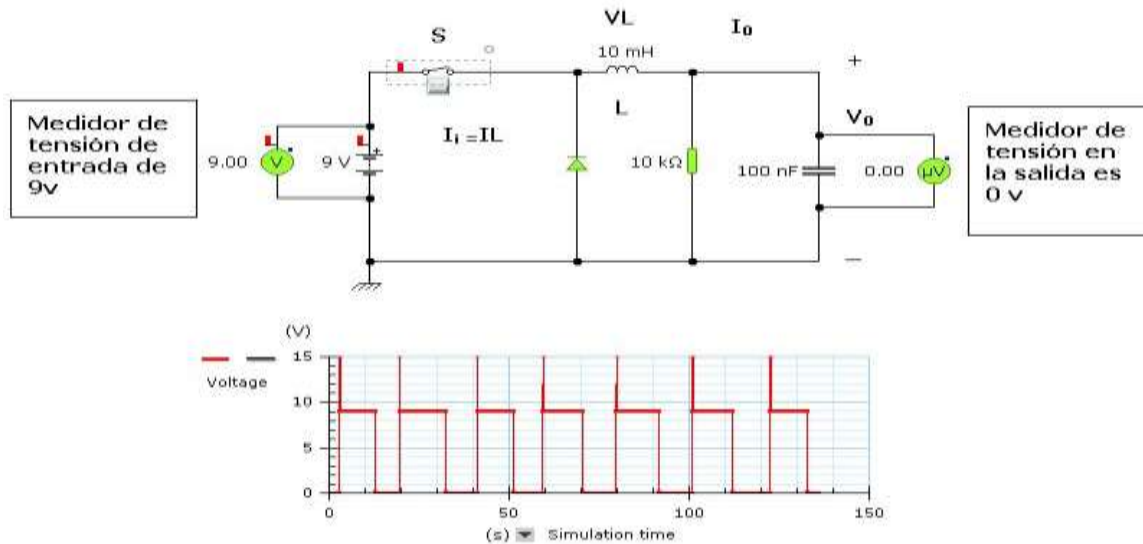 VL
I₀
S
10 mH
+
L
Medidor de
tensión de
entrada de
9v
9.00
V
9 V
+
Iᵢ =IL
10 kΩ
100 nF
V₀
0.00
µV
Medidor de
tensión en
la salida es
0 v
(V)
Voltage
15
10
5
0
0
50
100
150
(s)
Simulation time